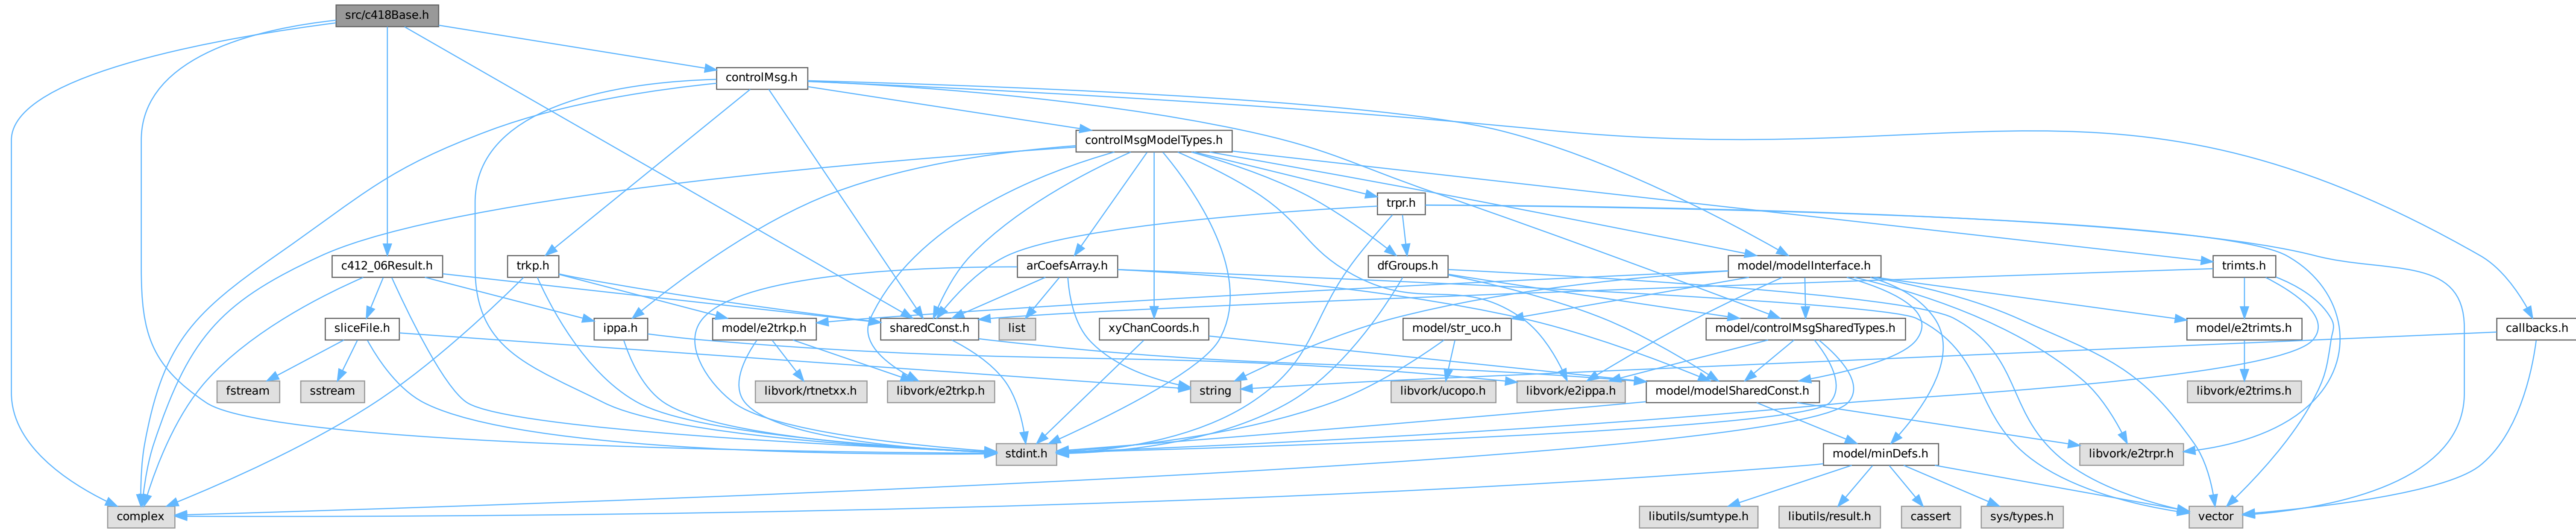 src/c418Base.h
controlMsg.h
controlMsgModelTypes.h
trpr.h
c412_06Result.h
trkp.h
arCoefsArray.h
dfGroups.h
model/modelInterface.h
trimts.h
sliceFile.h
ippa.h
model/e2trkp.h
sharedConst.h
list
xyChanCoords.h
model/str_uco.h
model/controlMsgSharedTypes.h
model/e2trimts.h
callbacks.h
fstream
sstream
libvork/rtnetxx.h
libvork/e2trkp.h
string
libvork/ucopo.h
libvork/e2ippa.h
model/modelSharedConst.h
libvork/e2trims.h
stdint.h
model/minDefs.h
libvork/e2trpr.h
complex
libutils/sumtype.h
libutils/result.h
cassert
sys/types.h
vector